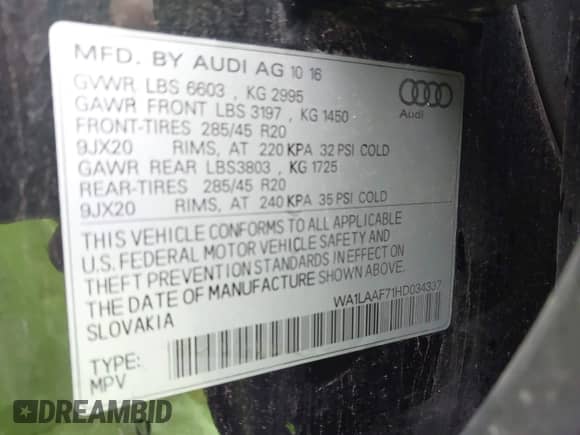 MFD. BY AUDI AG 10 16
GVWR LBS 6603 , KG 2995
GAWR FRONT LBS 3197 , KG 1450
FRONT-TIRES 285/45 R20
9JX20 RIMS, AT 220 KPA 32 PSI COLD
GAWR REAR LBS3803 , KG 1725
REAR-TIRES 285/45 R20
9JX20 RIMS, AT 240 KPA 35 PSI COLD
Audi
THIS VEHICLE CONFORMS TO ALL APPLICABLE
U.S. FEDERAL MOTOR VEHICLE SAFETY AND
THEFT PREVENTION STANDARDS IN EFFECT ON
THE DATE OF MANUFACTURE SHOWN ABOVE
SLOVAKIA
WA1LAAF71HD034337
TYPE:
MPV
DREAMBID